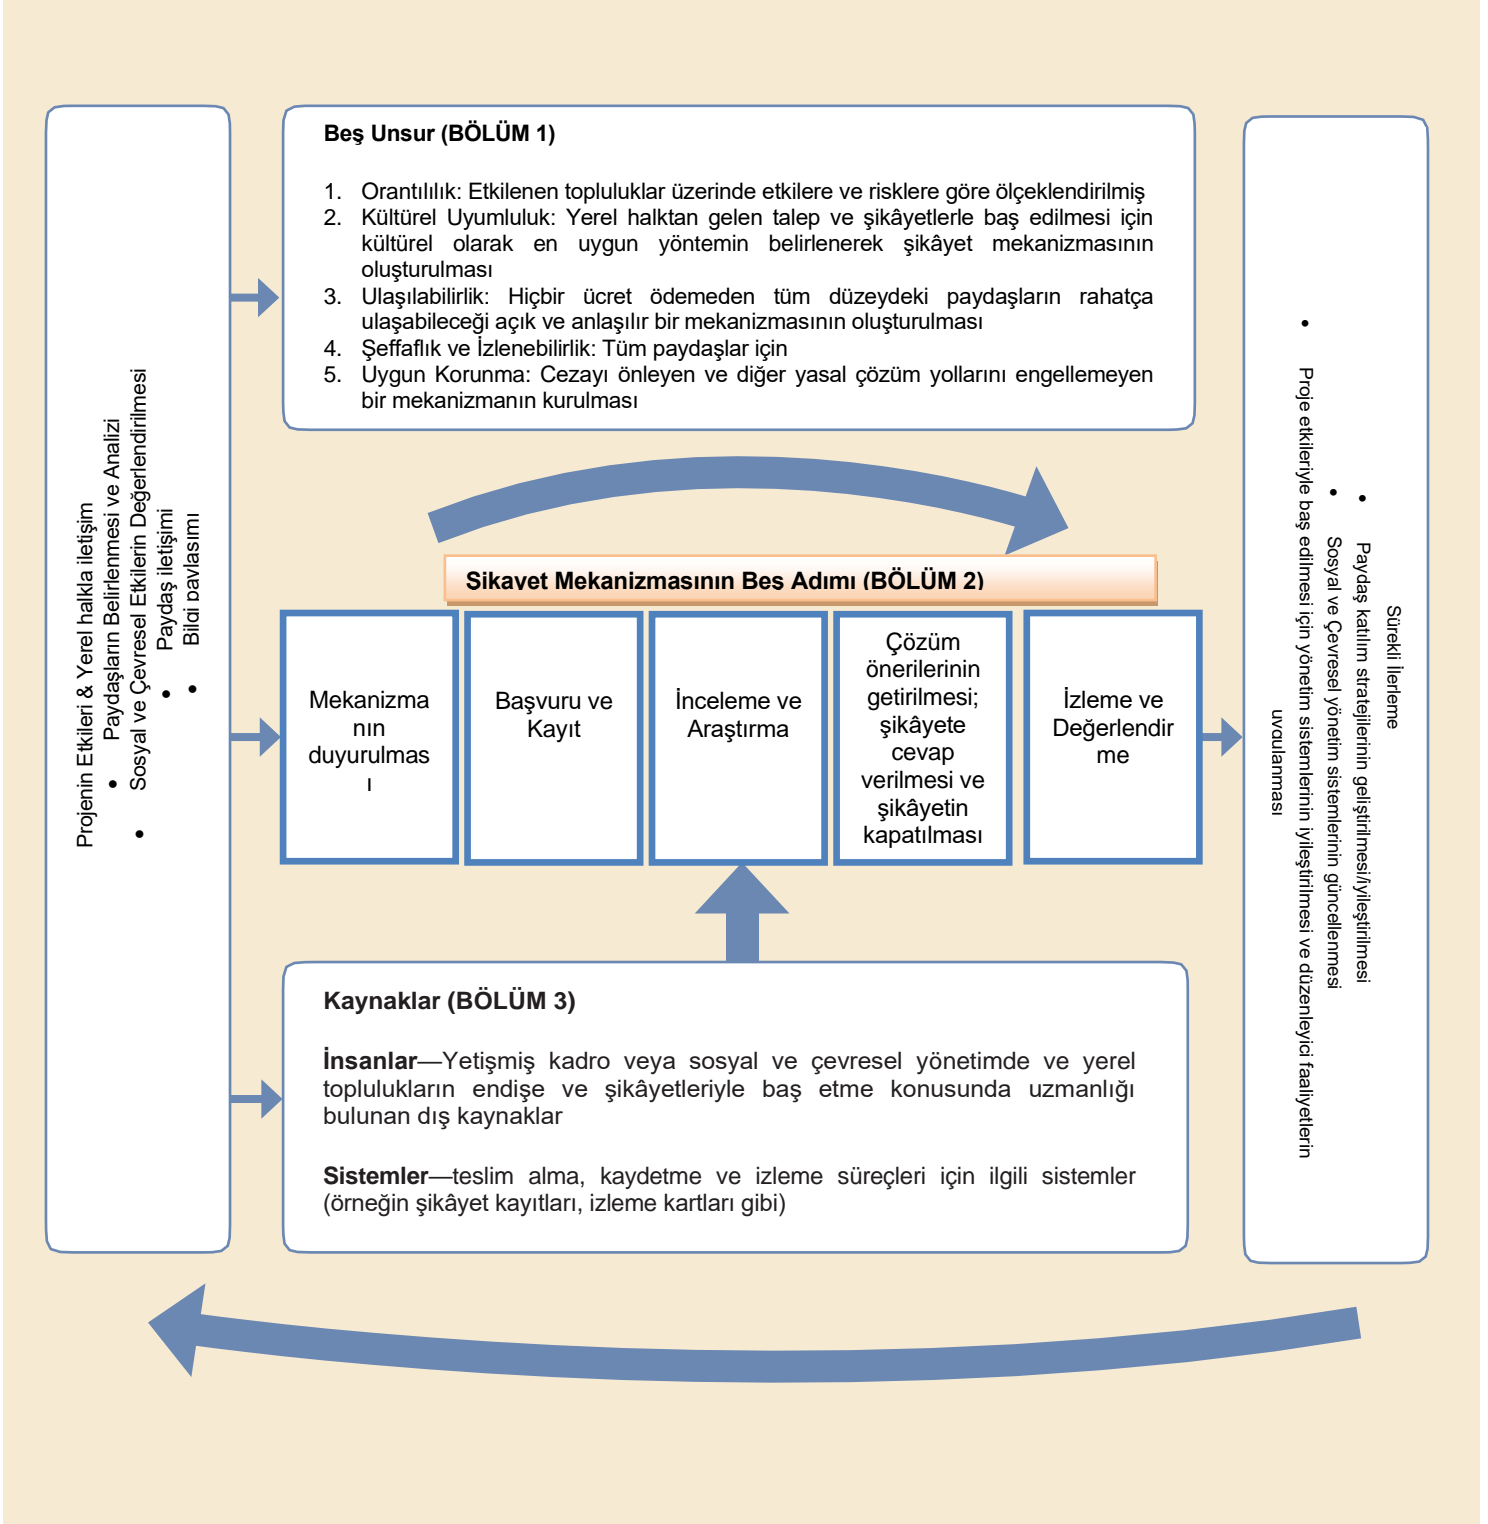 Projenin Etkileri & Yerel halkla iletişim
• Paydaşların Belirlenmesi ve Analizi
• Sosyal ve Çevresel Etkilerin Değerlendirilmesi
• Paydaş iletişimi
• Bilgi paylaşımı
Beş Unsur (BÖLÜM 1)
1. Orantılılık: Etkilenen topluluklar üzerinde etkilere ve risklere göre ölçeklendirilmiş
2. Kültürel Uyumluluk: Yerel halktan gelen talep ve şikâyetlerle baş edilmesi için
kültürel olarak en uygun yöntemin belirlenerek şikâyet mekanizmasının
oluşturulması
3. Ulaşılabilirlik: Hiçbir ücret ödemeden tüm düzeydeki paydaşların rahatça
ulaşabileceği açık ve anlaşılır bir mekanizmasının oluşturulması
4. Şeffaflık ve İzlenebilirlik: Tüm paydaşlar için
5. Uygun Korunma: Cezayı önleyen ve diğer yasal çözüm yollarını engellemeyen
bir mekanizmanın kurulması
Şikayet Mekanizmasının Beş Adımı (BÖLÜM 2)
Mekanizma
nın
duyurulmas
ı
Başvuru ve
Kayıt
İnceleme ve
Araştırma
Çözüm
önerilerinin
getirilmesi;
şikâyete
cevap
verilmesi ve
şikâyetin
kapatılması
İzleme ve
Değerlendir
me
Kaynaklar (BÖLÜM 3)
İnsanlar—Yetişmiş kadro veya sosyal ve çevresel yönetimde ve yerel
toplulukların endişe ve şikâyetleriyle baş etme konusunda uzmanlığı
bulunan dış kaynaklar
Sistemler—teslim alma, kaydetme ve izleme süreçleri için ilgili sistemler
(örneğin şikâyet kayıtları, izleme kartları gibi)
Sürekli İlerleme
• Paydaş katılım stratejilerinin geliştirilmesi/iyileştirilmesi
• Sosyal ve Çevresel yönetim sistemlerinin güncellenmesi
• Proje etkileriyle baş edilmesi için yönetim sistemlerinin iyileştirilmesi ve düzenleyici faaliyetlerin
uygulanması